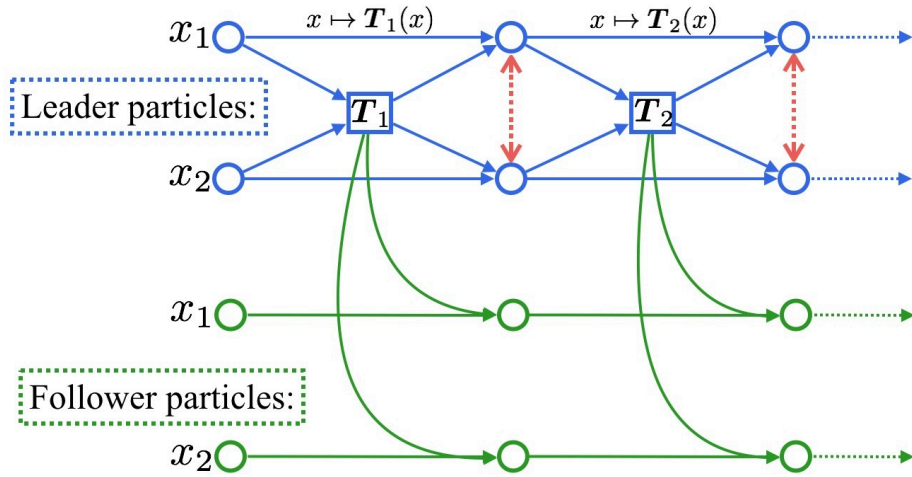 x₁
x ↦ T₁(x)
x ↦ T₂(x)
Leader particles:
T₁
T₂
x₂
x₁
Follower particles:
x₂